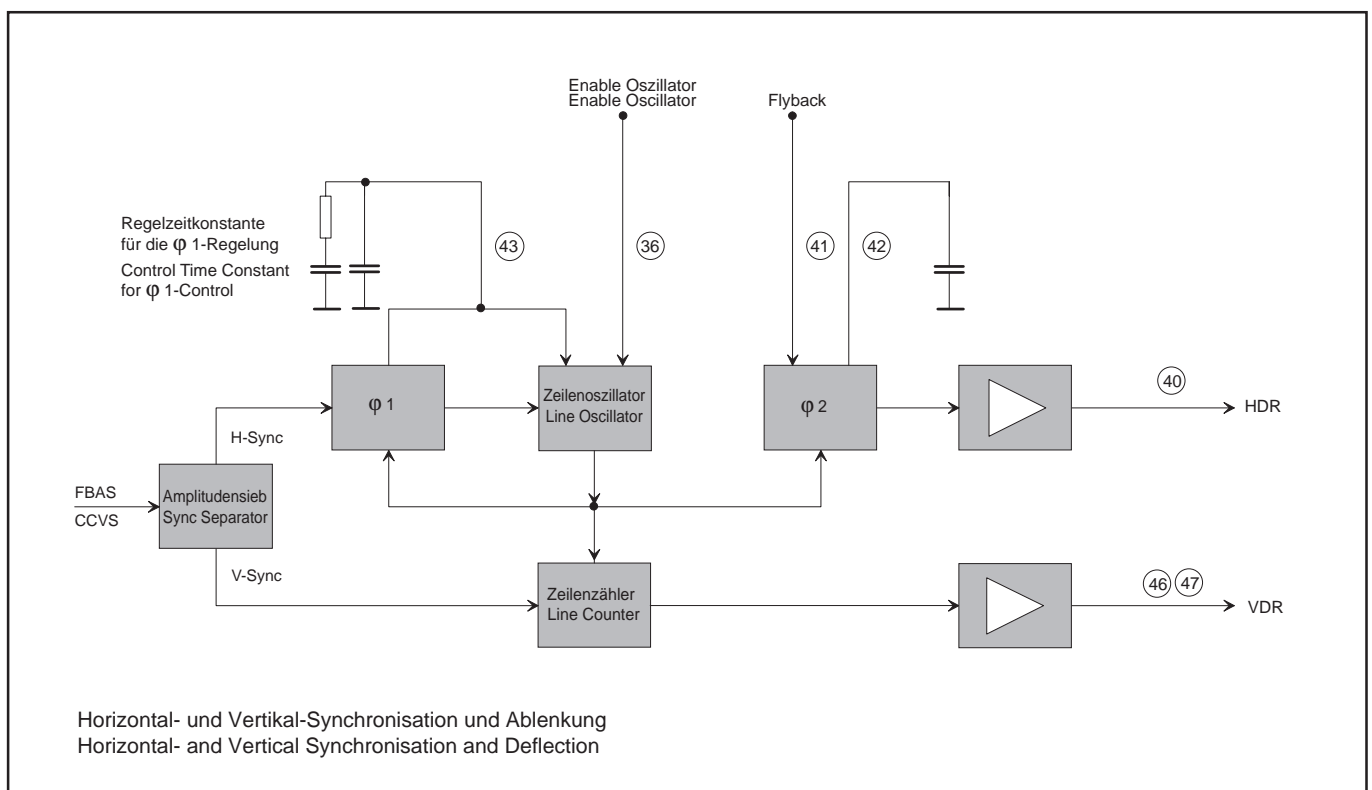 Enable Oszillator
Enable Oscillator
Flyback
Regelzeitkonstante
für die φ 1-Regelung
Control Time Constant
for φ 1-Control
43
36
41
42
φ 1
Zeilenoszillator
Line Oscillator
φ 2
40
HDR
H-Sync
FBAS
CCVS
Amplitudensieb
Sync Separator
V-Sync
Zeilenzähler
Line Counter
46
47
VDR
Horizontal- und Vertikal-Synchronisation und Ablenkung
Horizontal- and Vertical Synchronisation and Deflection